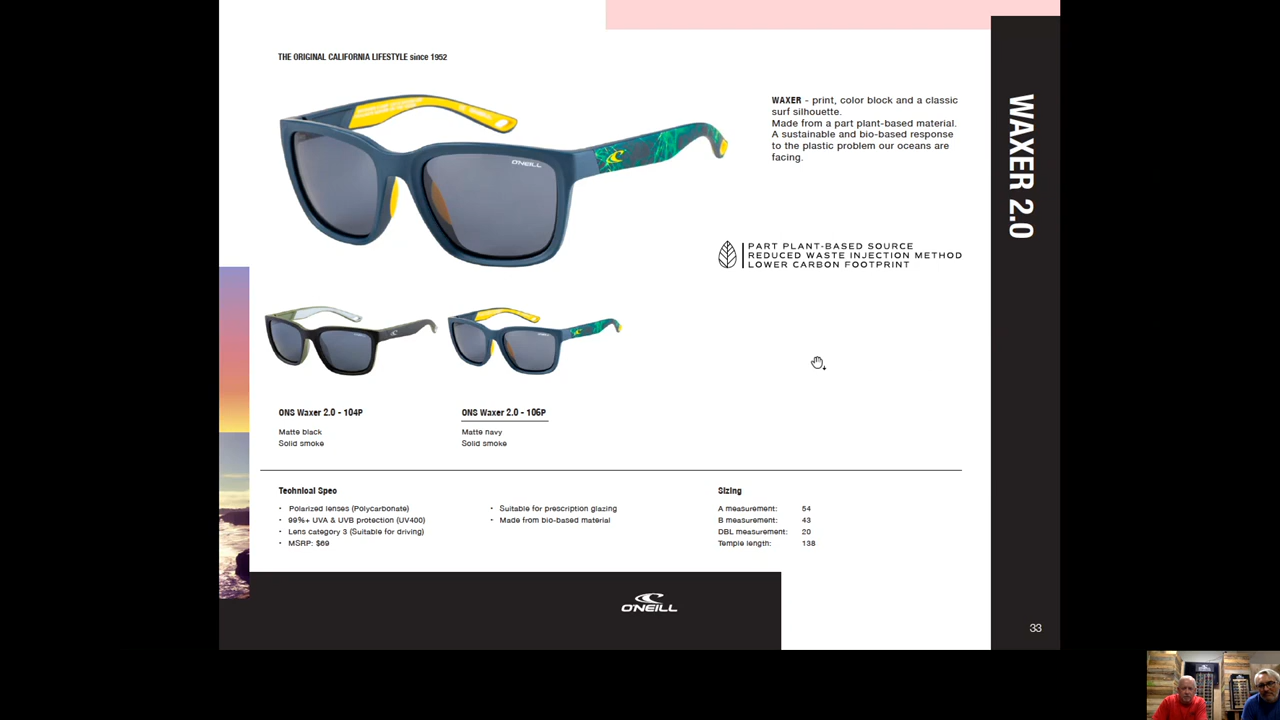 THE ORIGINAL CALIFORNIA LIFESTYLE since 1952
O'NEILL
WAXER - print, color block and a classic
surf silhouette.
Made from a part plant-based material.
A sustainable and bio-based response
to the plastic problem our oceans are
facing.
WAXER 2.0
PART PLANT-BASED SOURCE
REDUCED WASTE INJECTION METHOD
LOWER CARBON FOOTPRINT
ONS Waxer 2.0 - 104P
Matte black
Solid smoke
ONS Waxer 2.0 - 106P
Matte navy
Solid smoke
Technical Spec
• Polarized lenses (Polycarbonate)
• 99%+ UVA & UVB protection (UV400)
• Lens category 3 (Suitable for driving)
• MSRP: $69
• Suitable for prescription glazing
• Made from bio-based material
Sizing
A measurement: 54
B measurement: 43
DBL measurement: 20
Temple length: 138
O'NEILL
33